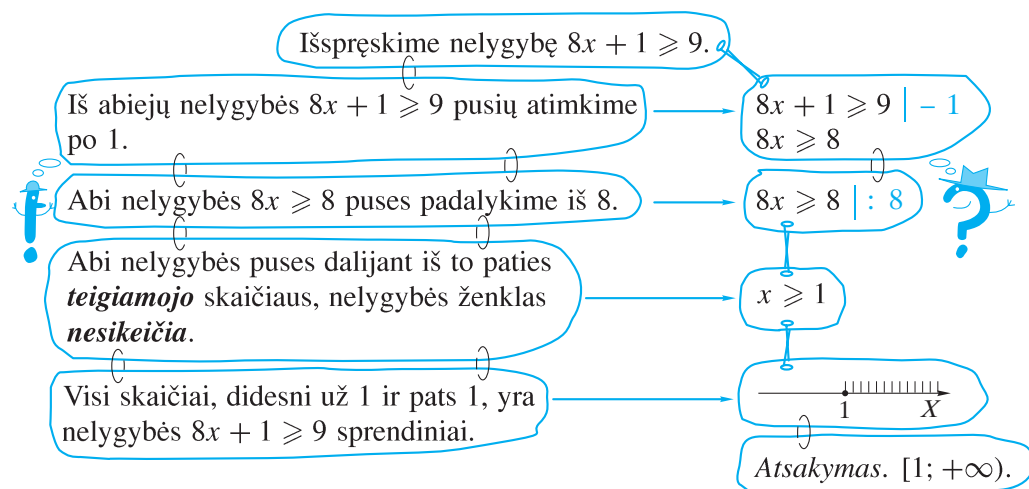 Išspręskime nelygybę 8x + 1 ⩾ 9.
Iš abiejų nelygybės 8x + 1 ⩾ 9 pusių atimkime
po 1.
8x + 1 ⩾ 9 | – 1
8x ⩾ 8
Abi nelygybės 8x ⩾ 8 puses padalykime iš 8.
8x ⩾ 8 | : 8
Abi nelygybės puses dalijant iš to paties
teigiamojo skaičiaus, nelygybės ženklas
nesikeičia.
x ⩾ 1
Visi skaičiai, didesni už 1 ir pats 1, yra
nelygybės 8x + 1 ⩾ 9 sprendiniai.
1 X
Atsakymas. [1; +∞).